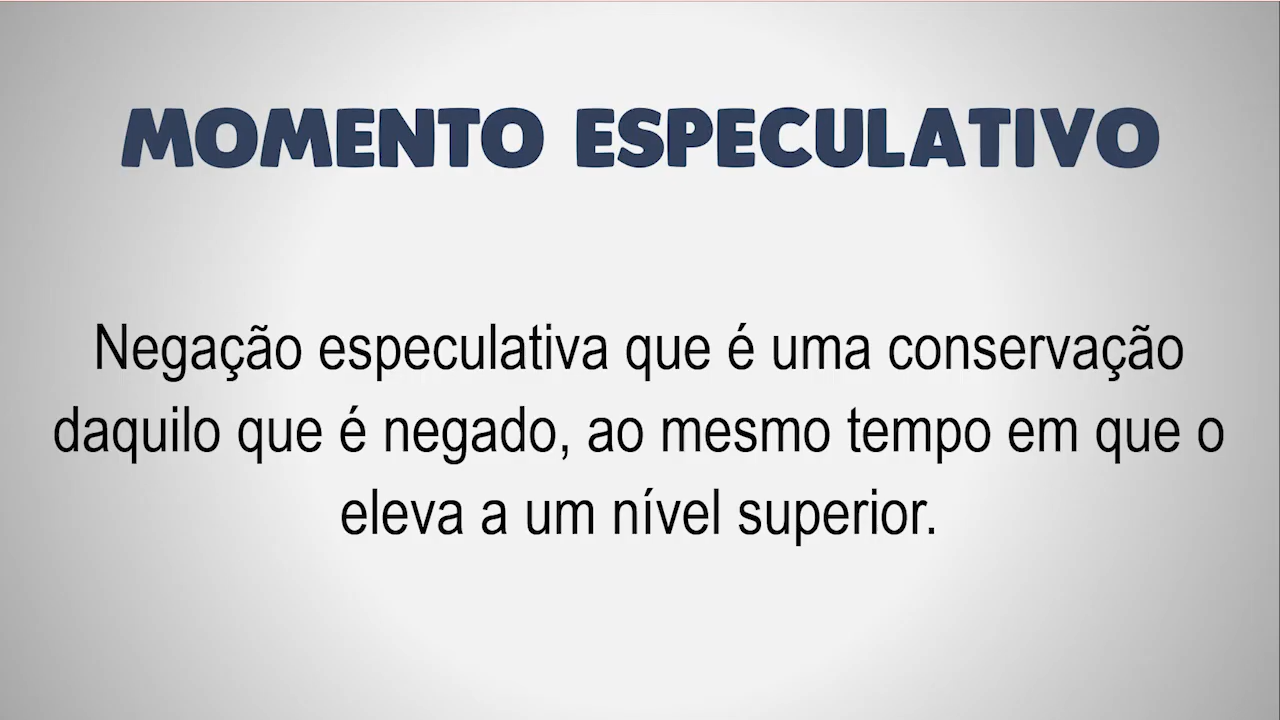 MOMENTO ESPECULATIVO
Negação especulativa que é uma conservação
daquilo que é negado, ao mesmo tempo em que o
eleva a um nível superior.